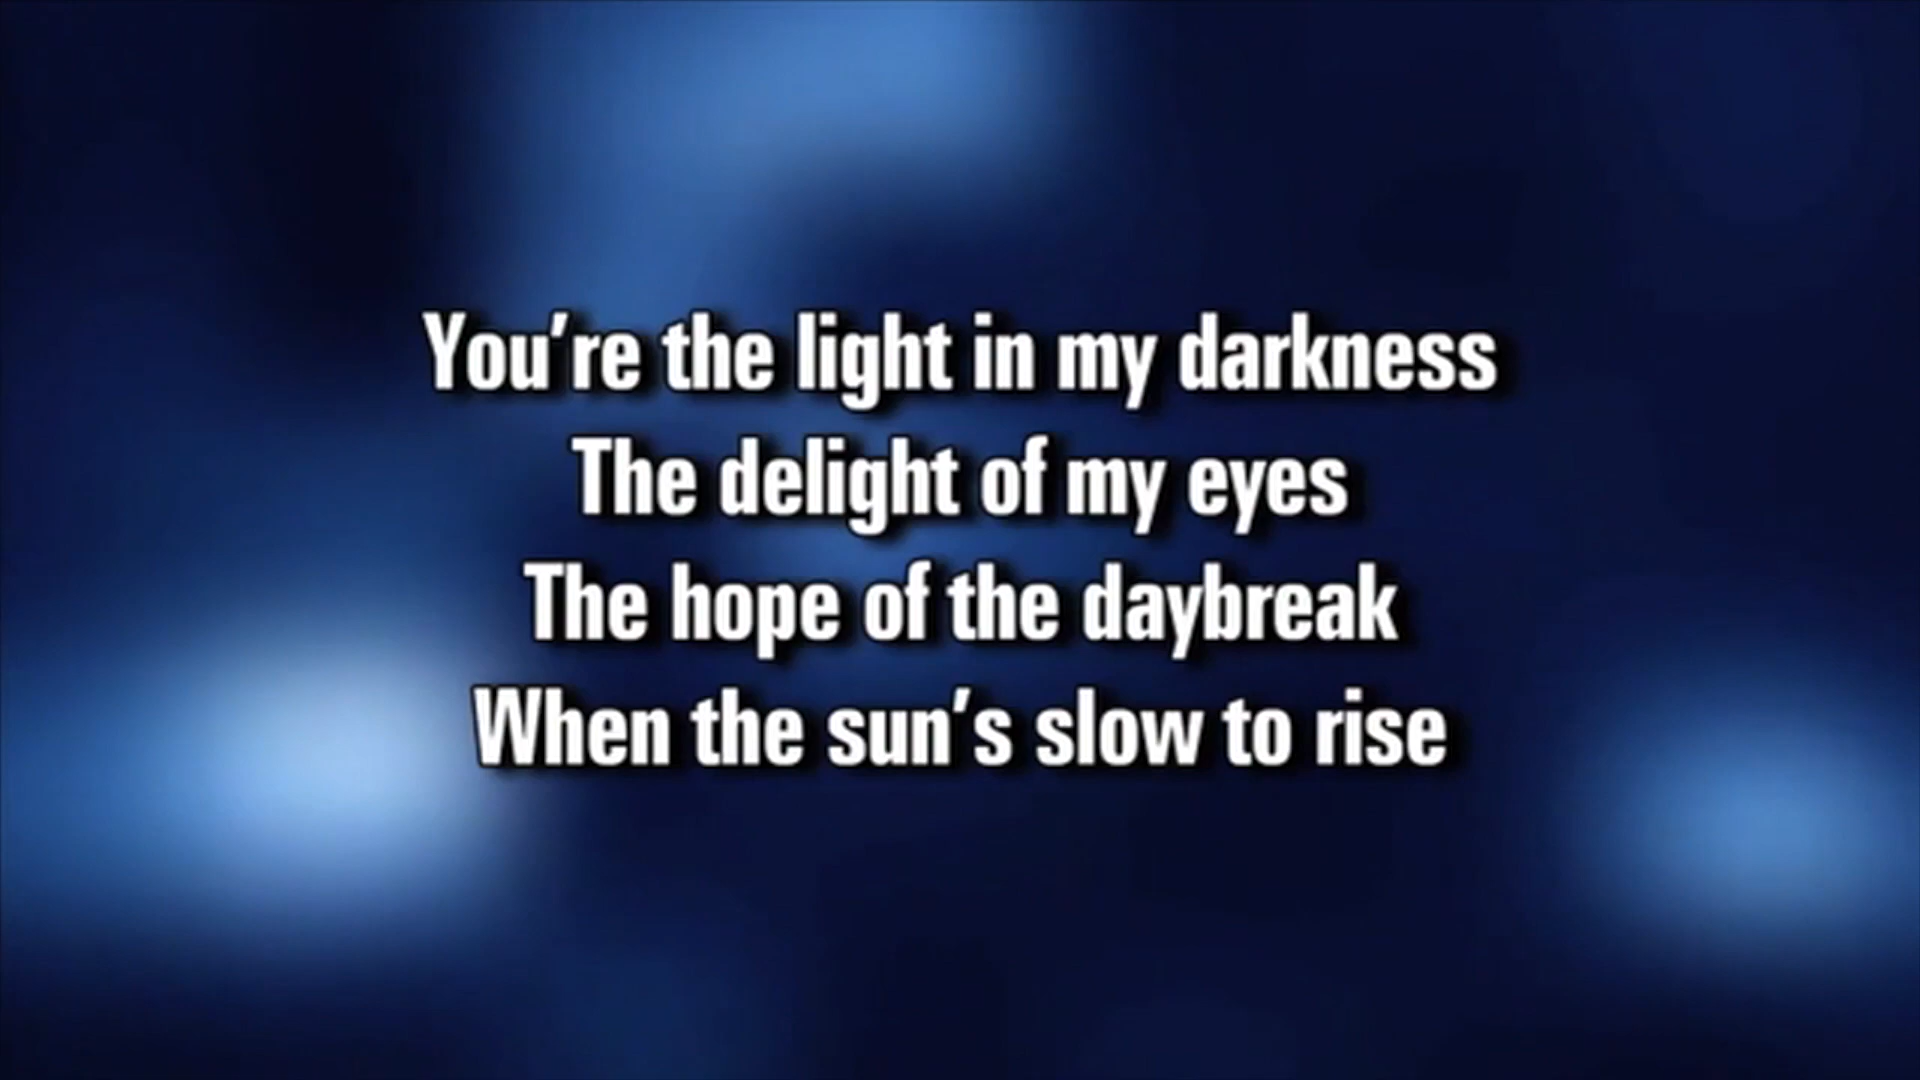 You’re the light in my darkness
The delight of my eyes
The hope of the daybreak
When the sun’s slow to rise